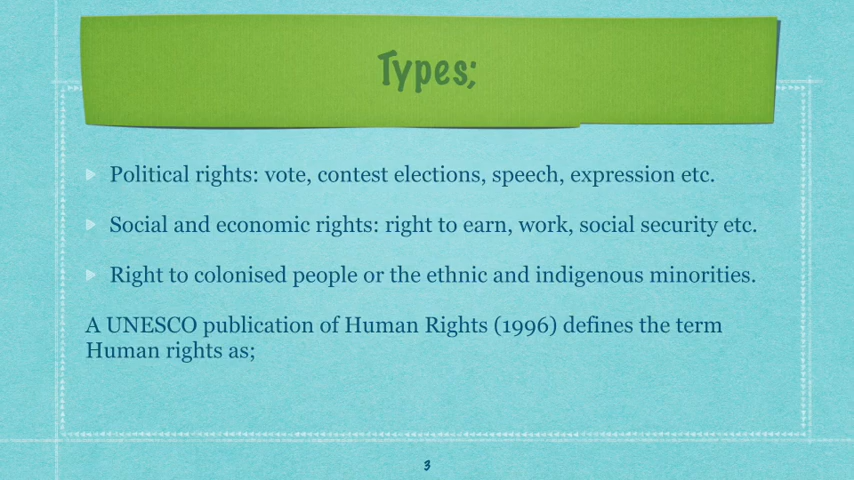 Types;
Political rights: vote, contest elections, speech, expression etc.
Social and economic rights: right to earn, work, social security etc.
Right to colonised people or the ethnic and indigenous minorities.
A UNESCO publication of Human Rights (1996) defines the term
Human rights as;
3